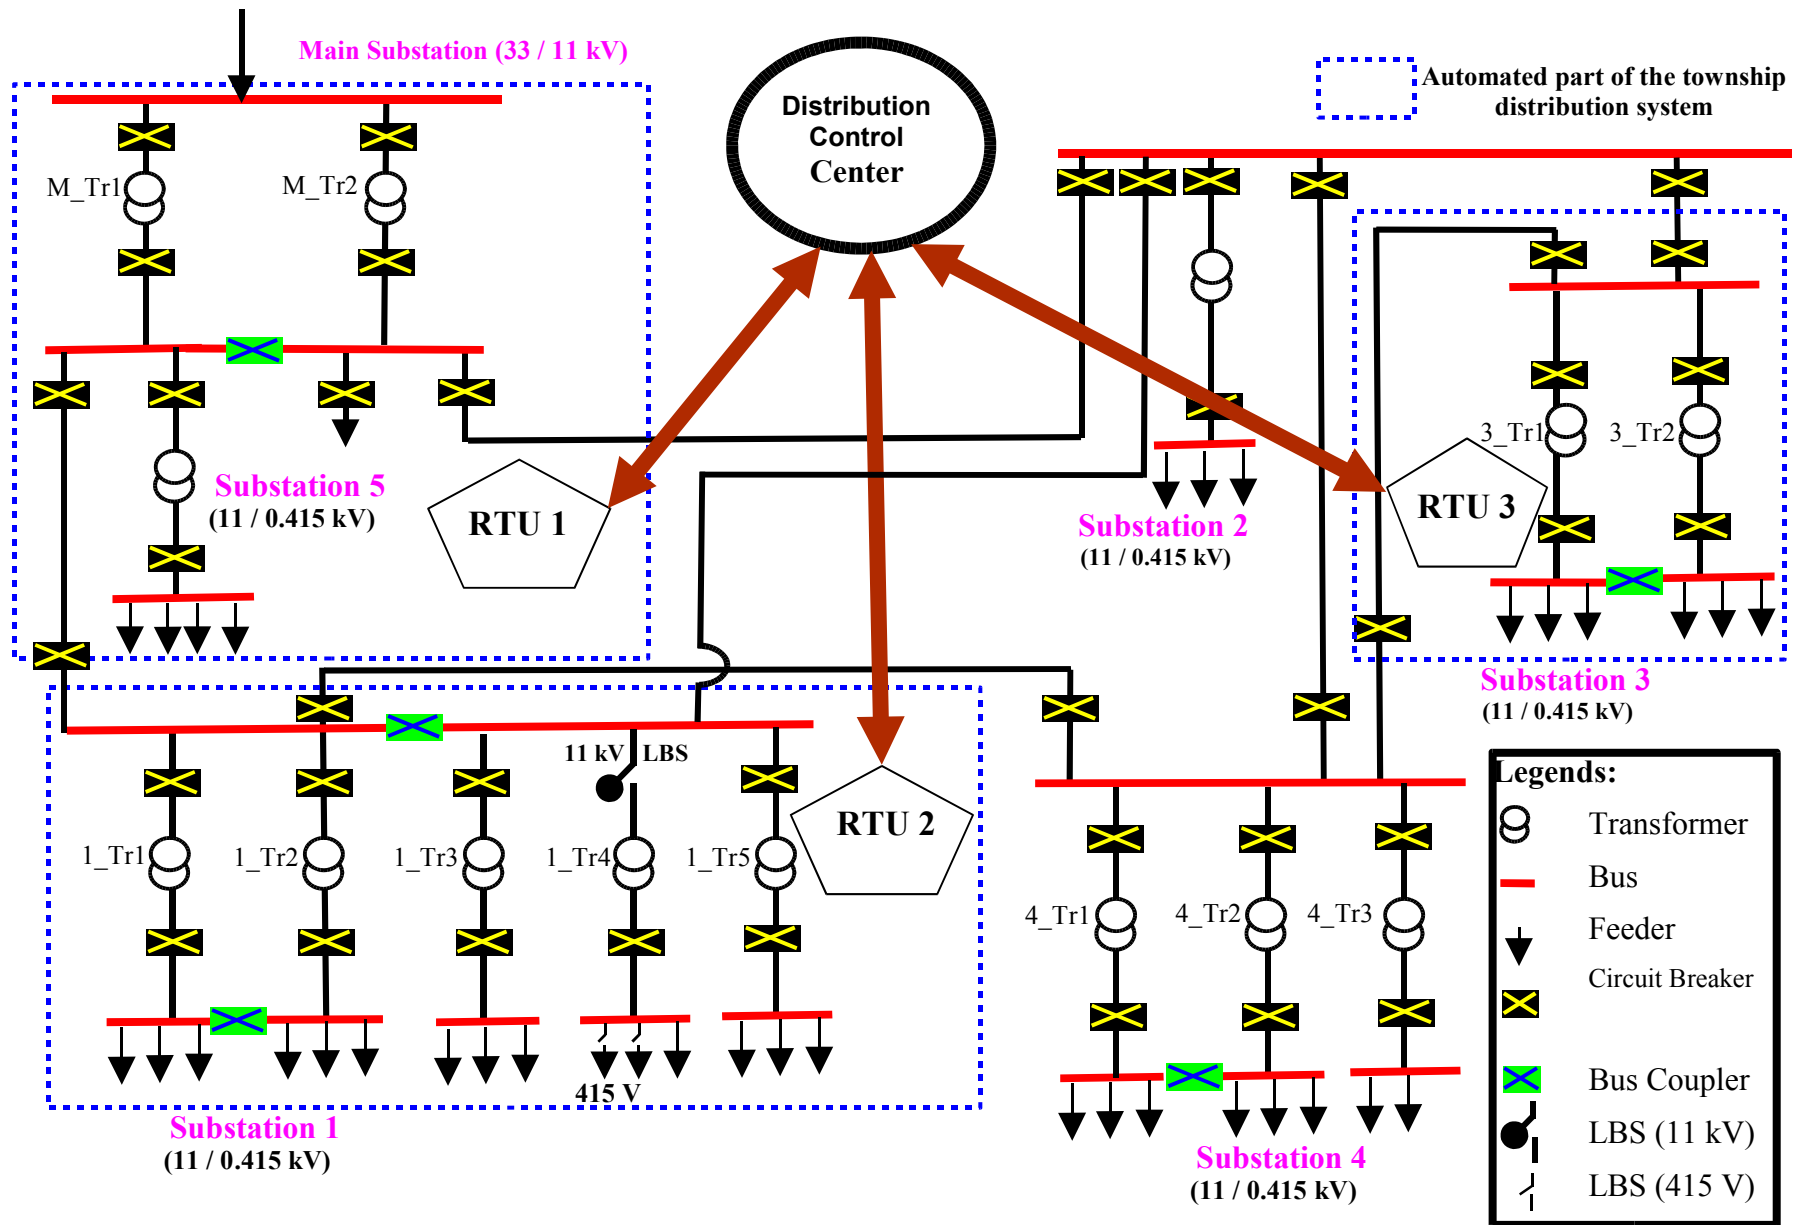 Main Substation (33 / 11 kV)
Distribution
Control
Center
Automated part of the township
distribution system
M_Tr1
M_Tr2
Substation 5
(11 / 0.415 kV)
RTU 1
Substation 2
(11 / 0.415 kV)
3_Tr1
3_Tr2
RTU 3
Substation 3
(11 / 0.415 kV)
11 kV LBS
1_Tr1
1_Tr2
1_Tr3
1_Tr4
1_Tr5
RTU 2
415 V
Substation 1
(11 / 0.415 kV)
4_Tr1
4_Tr2
4_Tr3
Substation 4
(11 / 0.415 kV)
Legends:
Transformer
Bus
Feeder
Circuit Breaker
Bus Coupler
LBS (11 kV)
LBS (415 V)